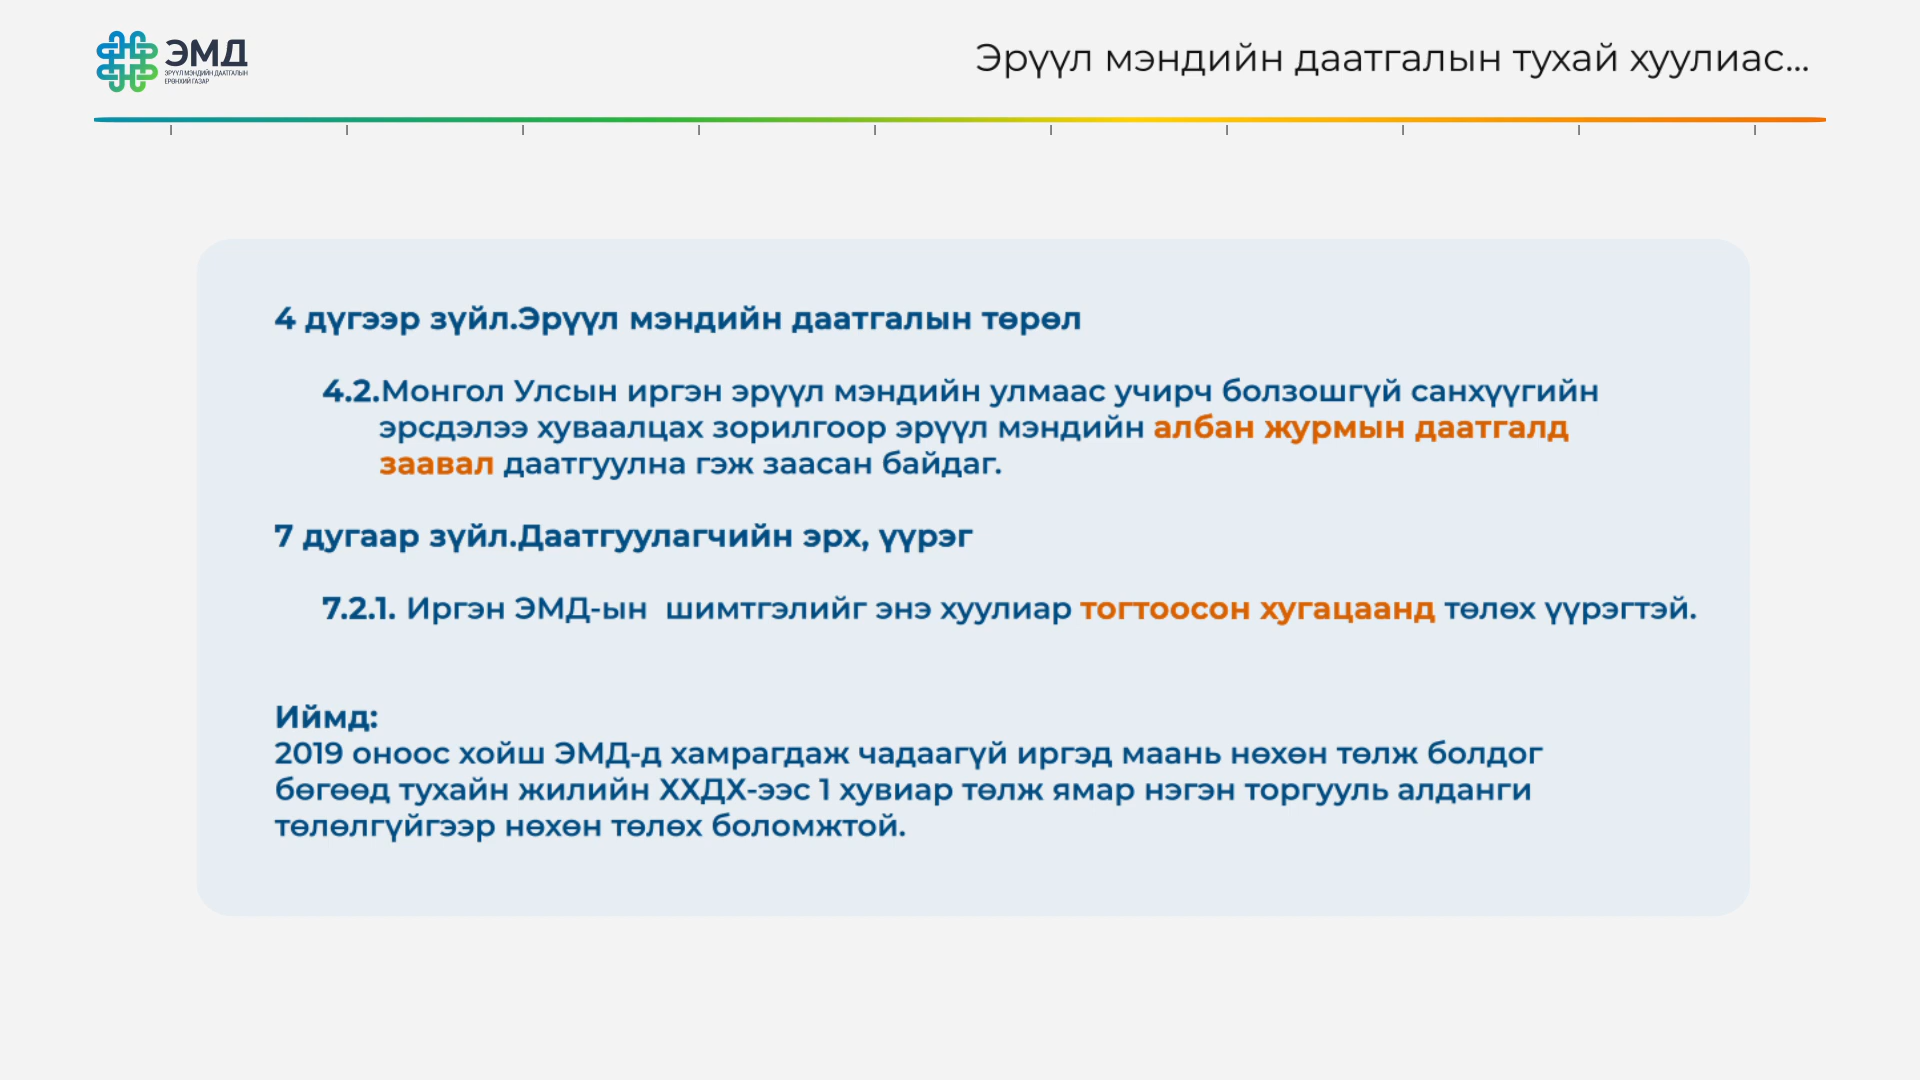 ЭМД
ЭРҮҮЛ МЭНДИЙН ДААТГАЛЫН
ЕРӨНХИЙ ГАЗАР
Эрүүл мэндийн даатгалын тухай хуулиас...
4 дүгээр зүйл.Эрүүл мэндийн даатгалын төрөл
4.2.Монгол Улсын иргэн эрүүл мэндийн улмаас учирч болзошгүй санхүүгийн
эрсдэлээ хуваалцах зорилгоор эрүүл мэндийн албан журмын даатгалд
заавал даатгуулна гэж заасан байдаг.
7 дугаар зүйл.Даатгуулагчийн эрх, үүрэг
7.2.1. Иргэн ЭМД-ын шимтгэлийг энэ хуулиар тогтоосон хугацаанд төлөх үүрэгтэй.
Иймд:
2019 оноос хойш ЭМД-д хамрагдаж чадаагүй иргэд маань нөхөн төлж болдог
бөгөөд тухайн жилийн ХХДХ-ээс 1 хувиар төлж ямар нэгэн торгууль алданги
төлөлгүйгээр нөхөн төлөх боломжтой.